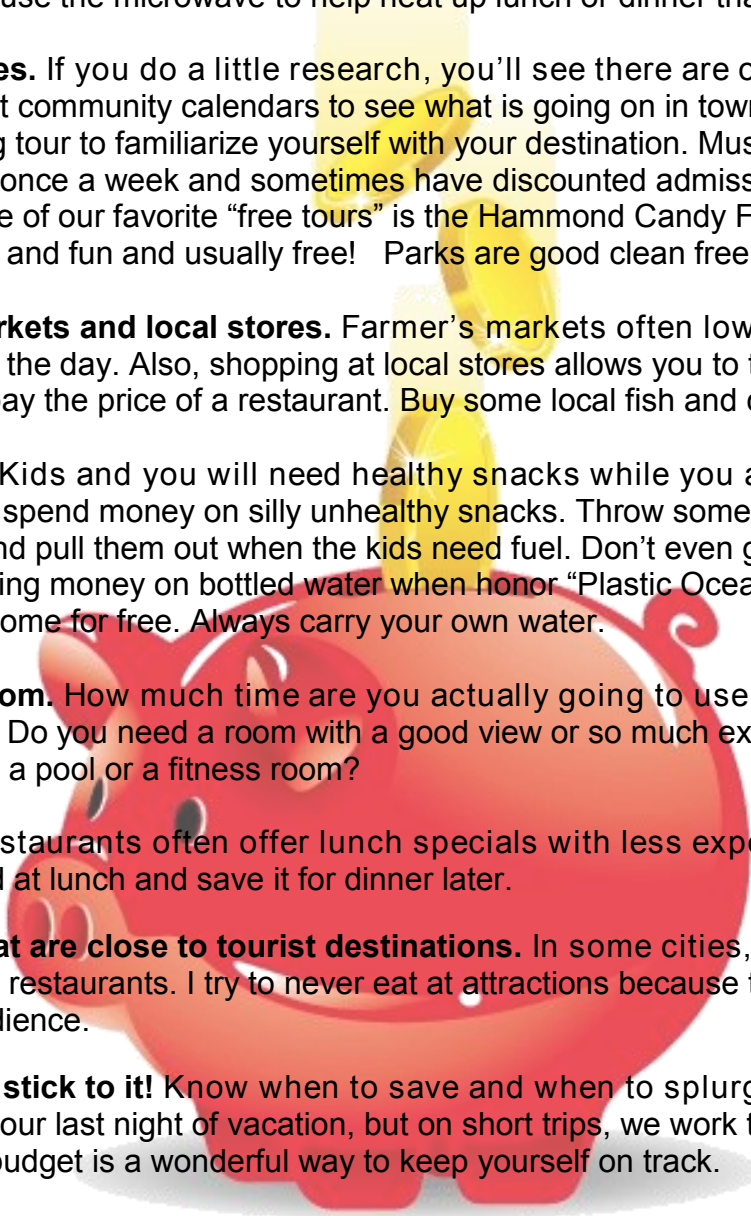 use the microwave to help heat up lunch or dinner tha
es. If you do a little research, you’ll see there are
t community calendars to see what is going on in town
g tour to familiarize yourself with your destination. Mus
once a week and sometimes have discounted admiss
e of our favorite “free tours” is the Hammond Candy F
and fun and usually free! Parks are good clean free
rkets and local stores. Farmer’s markets often low
the day. Also, shopping at local stores allows you to
pay the price of a restaurant. Buy some local fish and
Kids and you will need healthy snacks while you a
spend money on silly unhealthy snacks. Throw some
nd pull them out when the kids need fuel. Don’t even g
ing money on bottled water when honor “Plastic Ocea
ome for free. Always carry your own water.
om. How much time are you actually going to use
Do you need a room with a good view or so much ex
a pool or a fitness room?
staurants often offer lunch specials with less expe
d at lunch and save it for dinner later.
at are close to tourist destinations. In some cities,
restaurants. I try to never eat at attractions because
dience.
stick to it! Know when to save and when to splurg
our last night of vacation, but on short trips, we work
budget is a wonderful way to keep yourself on track.